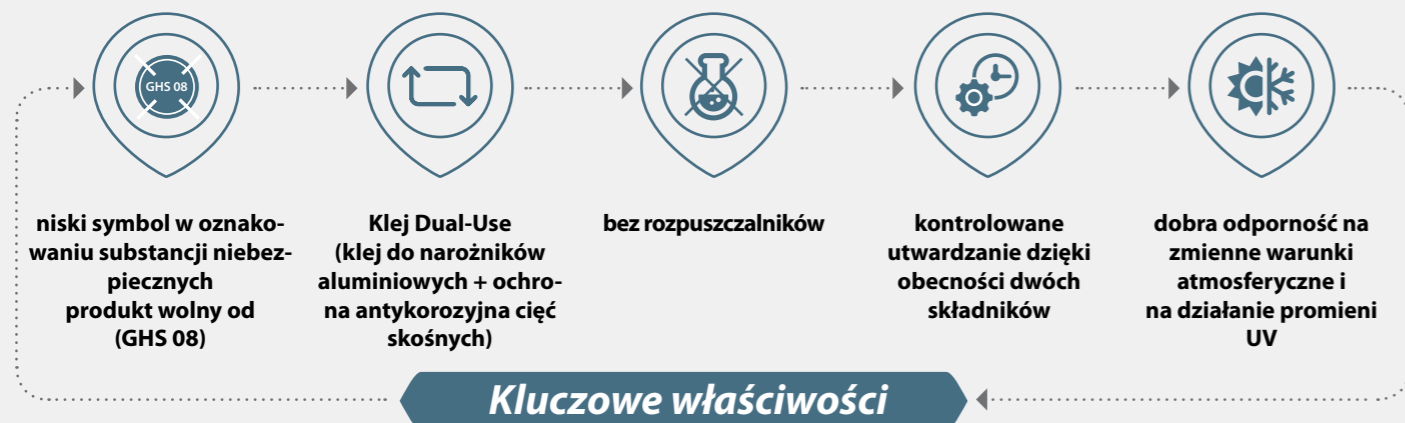 GHS 08
niski symbol w oznako-
waniu substancji niebez-
piecznych
produkt wolny od
(GHS 08)
Klej Dual-Use
(klej do narożników
aluminiowych + ochro-
na antykorozyjna cięć
skośnych)
bez rozpuszczalników
kontrolowane
utwardzanie dzięki
obecności dwóch
składników
dobra odporność na
zmienne warunki
atmosferyczne i
na działanie promieni
UV
Kluczowe właściwości